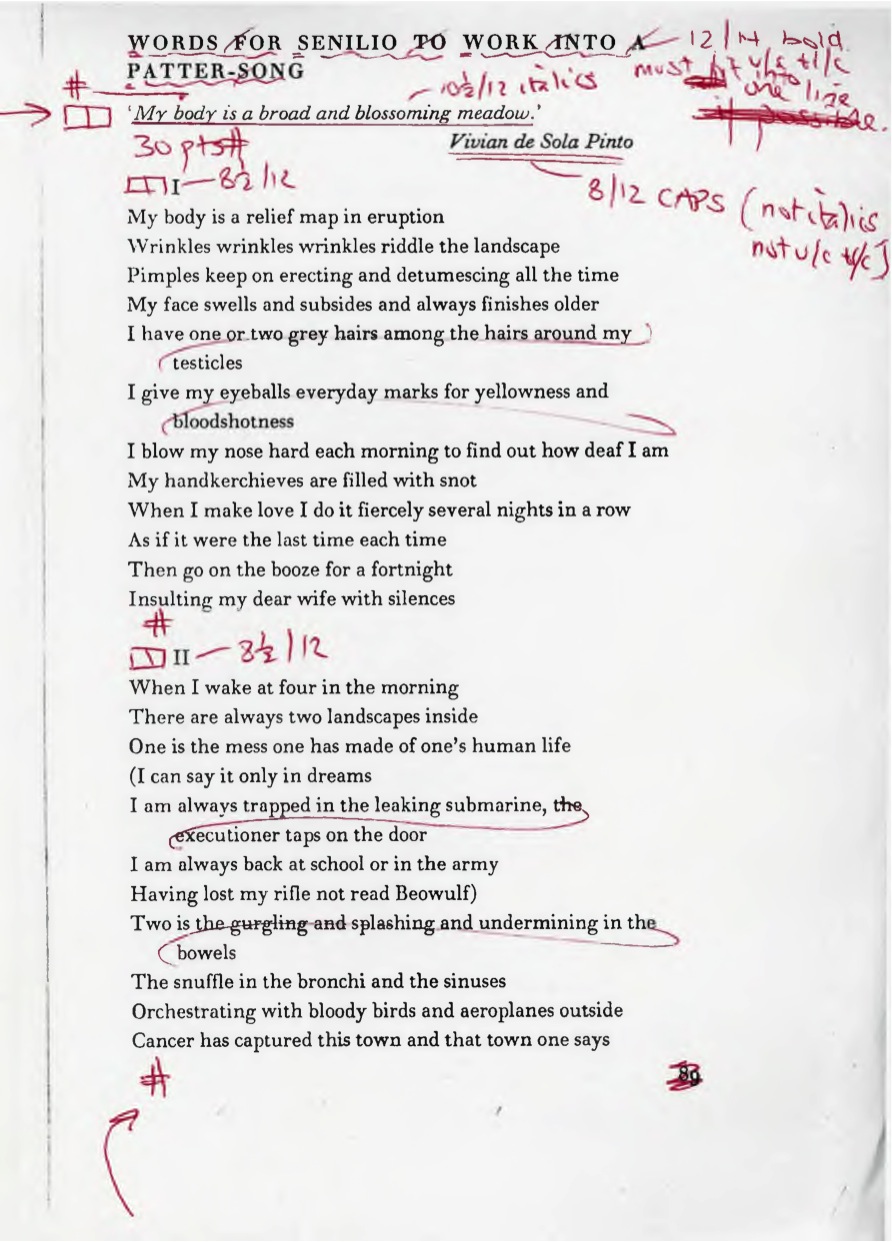 WORDS FOR SENILIO TO WORK INTO A — 12/14 bold
PATTER-SONG
must fit u/c & l/c
into one line
#
— 10½/12 italics
'My body is a broad and blossoming meadow.'
30 pts #
Vivian de Sola Pinto
8/12 CAPS (not italics
not u/c & l/c)
I — 8½/12
My body is a relief map in eruption
Wrinkles wrinkles wrinkles riddle the landscape
Pimples keep on erecting and detumescing all the time
My face swells and subsides and always finishes older
I have one or two grey hairs among the hairs around my
testicles
I give my eyeballs everyday marks for yellowness and
bloodshotness
I blow my nose hard each morning to find out how deaf I am
My handkerchieves are filled with snot
When I make love I do it fiercely several nights in a row
As if it were the last time each time
Then go on the booze for a fortnight
Insulting my dear wife with silences
#
II — 8½/12
When I wake at four in the morning
There are always two landscapes inside
One is the mess one has made of one's human life
(I can say it only in dreams
I am always trapped in the leaking submarine, the
executioner taps on the door
I am always back at school or in the army
Having lost my rifle not read Beowulf)
Two is the gurgling and splashing and undermining in the
bowels
The snuffle in the bronchi and the sinuses
Orchestrating with bloody birds and aeroplanes outside
Cancer has captured this town and that town one says
#
89